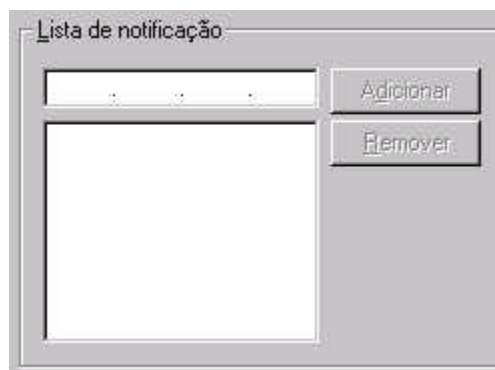 Lista de notificação
. . .
Adicionar
Remover